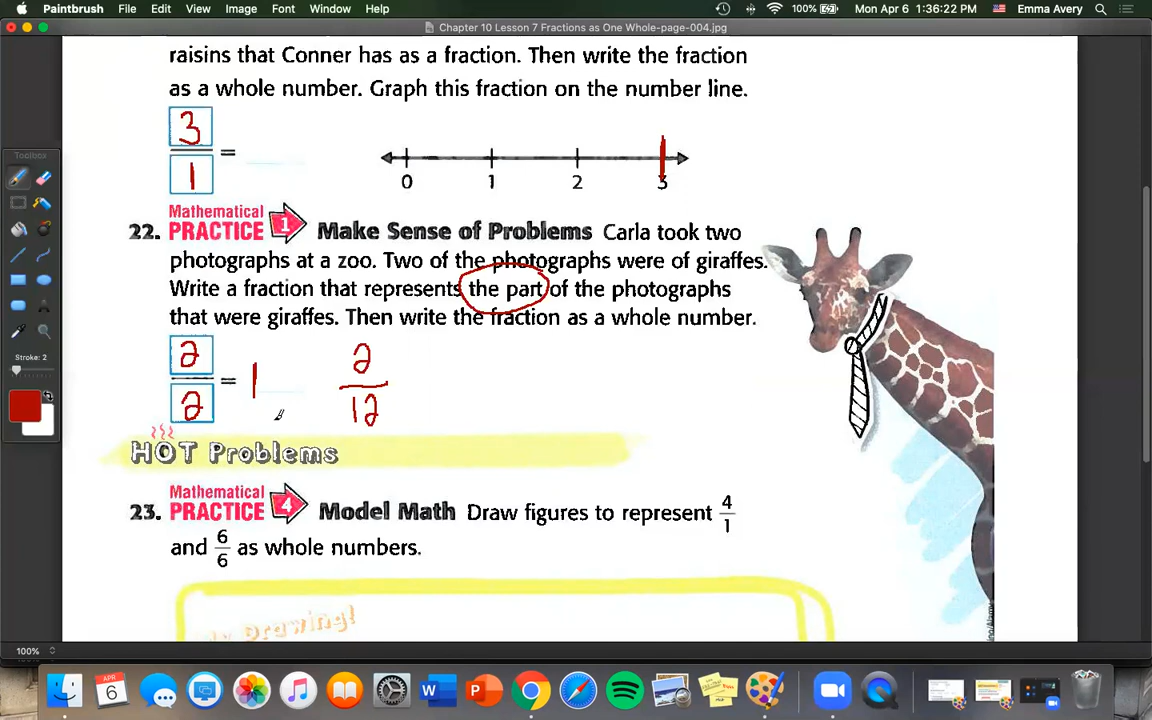 Paintbrush File Edit View Image Font Window Help 100% Mon Apr 6 1:36:22 PM Emma Avery
Chapter 10 Lesson 7 Fractions as One Whole-page-004.jpg
raisins that Conner has as a fraction. Then write the fraction
as a whole number. Graph this fraction on the number line.
3
1
=
0 1 2 3
22. Mathematical PRACTICE 1 Make Sense of Problems Carla took two
photographs at a zoo. Two of the photographs were of giraffes.
Write a fraction that represents the part of the photographs
that were giraffes. Then write the fraction as a whole number.
2
2
= 1
2
12
HOT Problems
23. Mathematical PRACTICE 4 Model Math Draw figures to represent 4/1
and 6/6 as whole numbers.
Drawing!
Toolbox
Stroke: 2
100%
APR
6
W
P